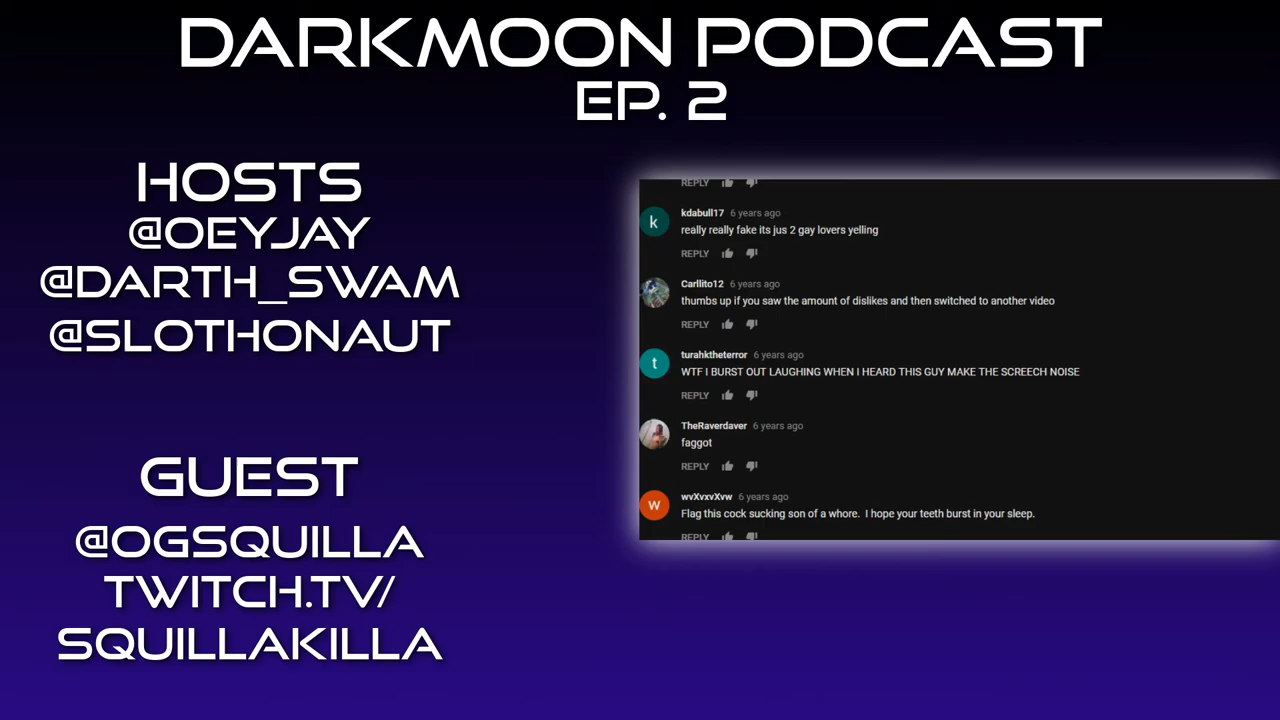 DARKMOON PODCAST
EP. 2
HOSTS
@OEYJAY
@DARTH_SWAM
@SLOTHONAUT
GUEST
@OGSQUILLA
TWITCH.TV/
SQUILLAKILLA
REPLY
k
kdabull17 6 years ago
really really fake its jus 2 gay lovers yelling
REPLY
Carllito12 6 years ago
thumbs up if you saw the amount of dislikes and then switched to another video
REPLY
t
turahktheterror 6 years ago
WTF I BURST OUT LAUGHING WHEN I HEARD THIS GUY MAKE THE SCREECH NOISE
REPLY
TheRaverdaver 6 years ago
faggot
REPLY
w
wvXvxvXvw 6 years ago
Flag this cock sucking son of a whore. I hope your teeth burst in your sleep.
REPLY